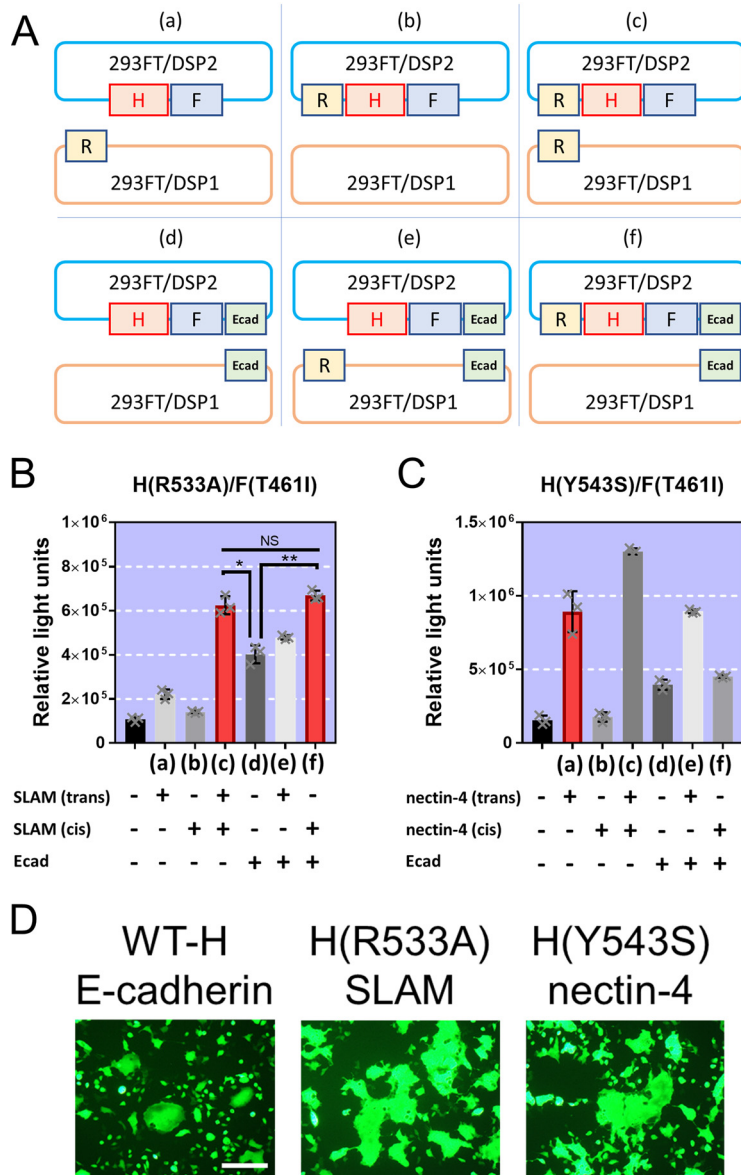 A
(a) (b) (c)
293FT/DSP2 293FT/DSP2 293FT/DSP2
H F R H F R H F
R R
293FT/DSP1 293FT/DSP1 293FT/DSP1
(d) (e) (f)
293FT/DSP2 293FT/DSP2 293FT/DSP2
H F Ecad H F Ecad R H F Ecad
Ecad R Ecad Ecad
293FT/DSP1 293FT/DSP1 293FT/DSP1
B
H(R533A)/F(T461I)
Relative light units
1×10⁶
8×10⁵
6×10⁵
4×10⁵
2×10⁵
0
NS
* **
(a) (b) (c) (d) (e) (f)
SLAM (trans) - + - + - + -
SLAM (cis) - - + + - - +
Ecad - - - - + + +
C
H(Y543S)/F(T461I)
Relative light units
1.5×10⁶
1×10⁶
5×10⁵
0
(a) (b) (c) (d) (e) (f)
nectin-4 (trans) - + - + - + -
nectin-4 (cis) - - + + - - +
Ecad - - - - + + +
D
WT-H
E-cadherin
H(R533A)
SLAM
H(Y543S)
nectin-4